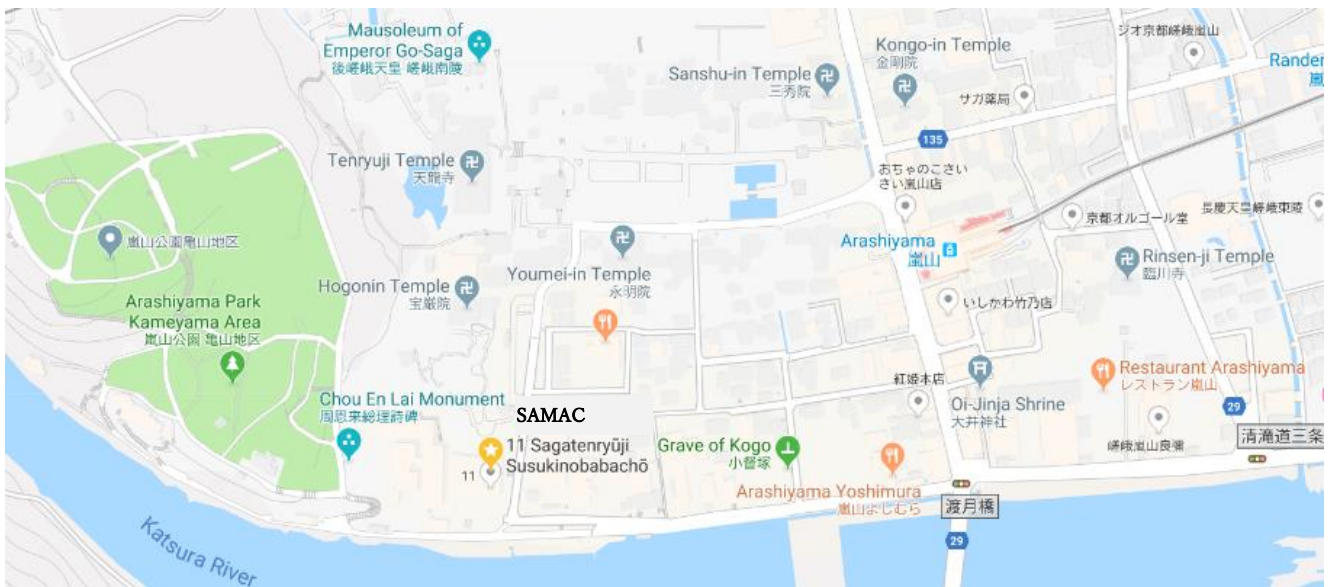 Mausoleum of
Emperor Go-Saga
後嵯峨天皇 嵯峨南陵
Kongo-in Temple
金剛院
ジオ京都嵯峨嵐山
Sanshu-in Temple
三秀院
サガ薬局
Rander
嵐
135
Tenryuji Temple
天龍寺
おちゃのこさい
さい嵐山店
嵐山公園亀山地区
Youmei-in Temple
永明院
Arashiyama
嵐山
京都オルゴール堂
長慶天皇嵯峨東陵
Rinsen-ji Temple
臨川寺
Hogonin Temple
宝厳院
Arashiyama Park
Kameyama Area
嵐山公園 亀山地区
いしかわ竹乃店
Restaurant Arashiyama
レストラン嵐山
紅姫本店
Oi-Jinja Shrine
大井神社
29
Chou En Lai Monument
周恩来総理詩碑
SAMAC
11 Sagatenryūji
Susukinobabachō
11
Grave of Kogo
小督塚
嵯峨嵐山良彌
清滝道三条
Arashiyama Yoshimura
嵐山よしむら
渡月橋
29
Katsura River